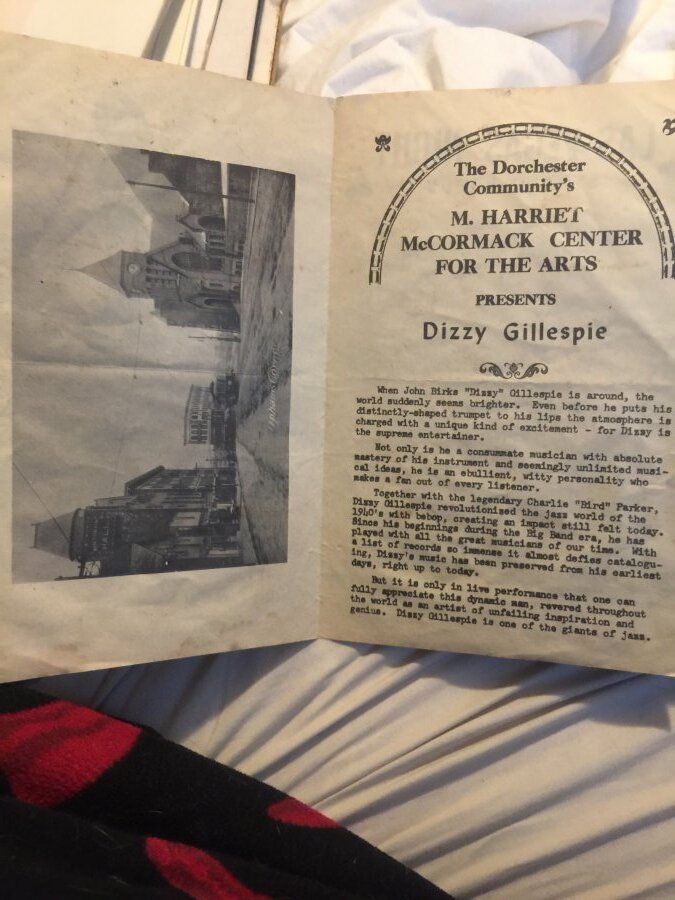 The Dorchester
Community's
M. HARRIET
McCORMACK CENTER
FOR THE ARTS
PRESENTS
Dizzy Gillespie
When John Birks "Dizzy" Gillespie is around, the
world suddenly seems brighter. Even before he puts his
distinctly-shaped trumpet to his lips the atmosphere is
charged with a unique kind of excitement - for Dizzy is
the supreme entertainer.
Not only is he a consummate musician with absolute
mastery of his instrument and seemingly unlimited musi-
cal ideas, he is an ebullient, witty personality who
makes a fan out of every listener.
Together with the legendary Charlie "Bird" Parker,
Dizzy Gillespie revolutionized the jazz world of the
1940's with bebop, creating an impact still felt today.
Since his beginnings during the Big Band era, he has
played with all the great musicians of our time. With
a list of records so immense it almost defies catalogu-
ing, Dizzy's music has been preserved from his earliest
days, right up to today.
But it is only in live performance that one can
fully appreciate this dynamic man, revered throughout
the world as an artist of unfailing inspiration and
genius. Dizzy Gillespie is one of the giants of jazz.